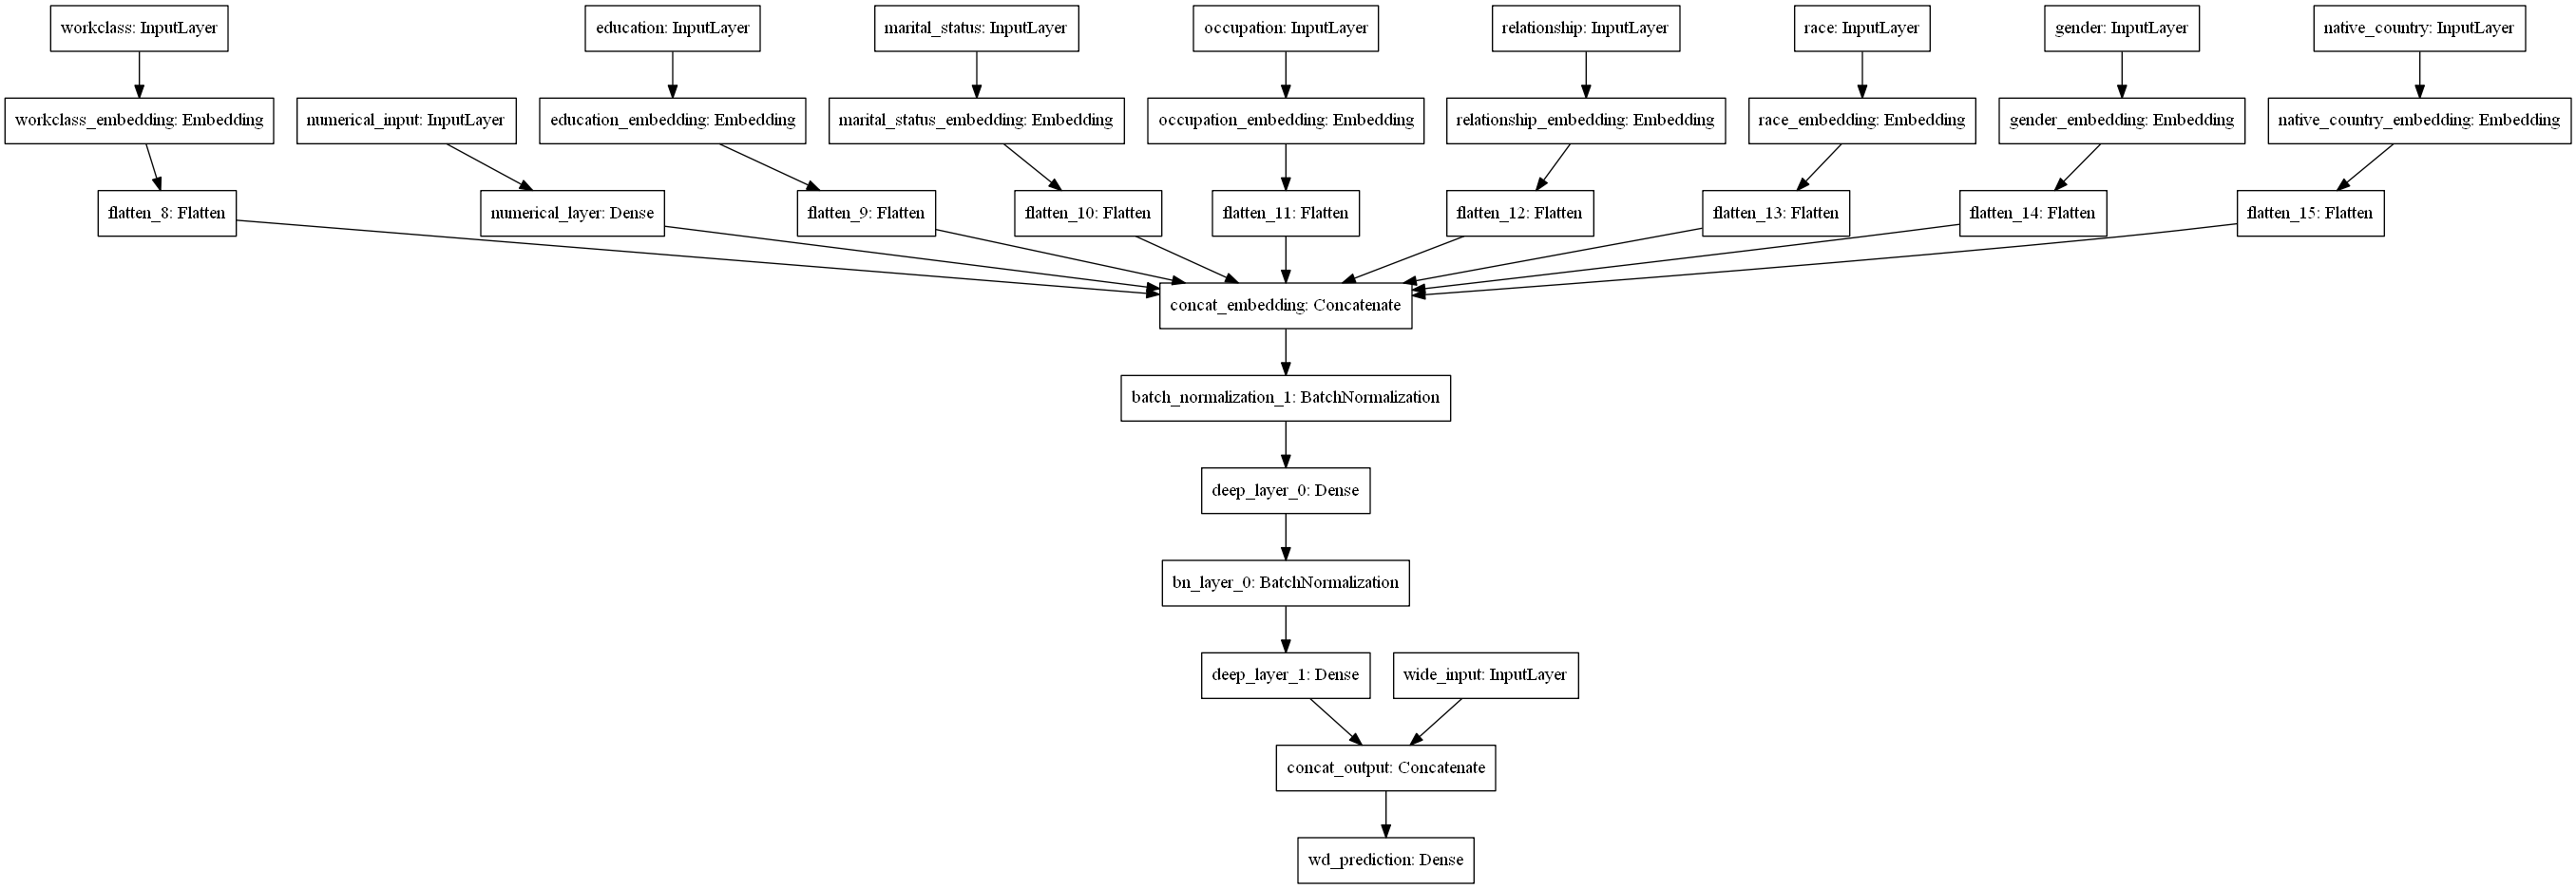 workclass: InputLayer
education: InputLayer
marital_status: InputLayer
occupation: InputLayer
relationship: InputLayer
race: InputLayer
gender: InputLayer
native_country: InputLayer
workclass_embedding: Embedding
numerical_input: InputLayer
education_embedding: Embedding
marital_status_embedding: Embedding
occupation_embedding: Embedding
relationship_embedding: Embedding
race_embedding: Embedding
gender_embedding: Embedding
native_country_embedding: Embedding
flatten_8: Flatten
numerical_layer: Dense
flatten_9: Flatten
flatten_10: Flatten
flatten_11: Flatten
flatten_12: Flatten
flatten_13: Flatten
flatten_14: Flatten
flatten_15: Flatten
concat_embedding: Concatenate
batch_normalization_1: BatchNormalization
deep_layer_0: Dense
bn_layer_0: BatchNormalization
deep_layer_1: Dense
wide_input: InputLayer
concat_output: Concatenate
wd_prediction: Dense